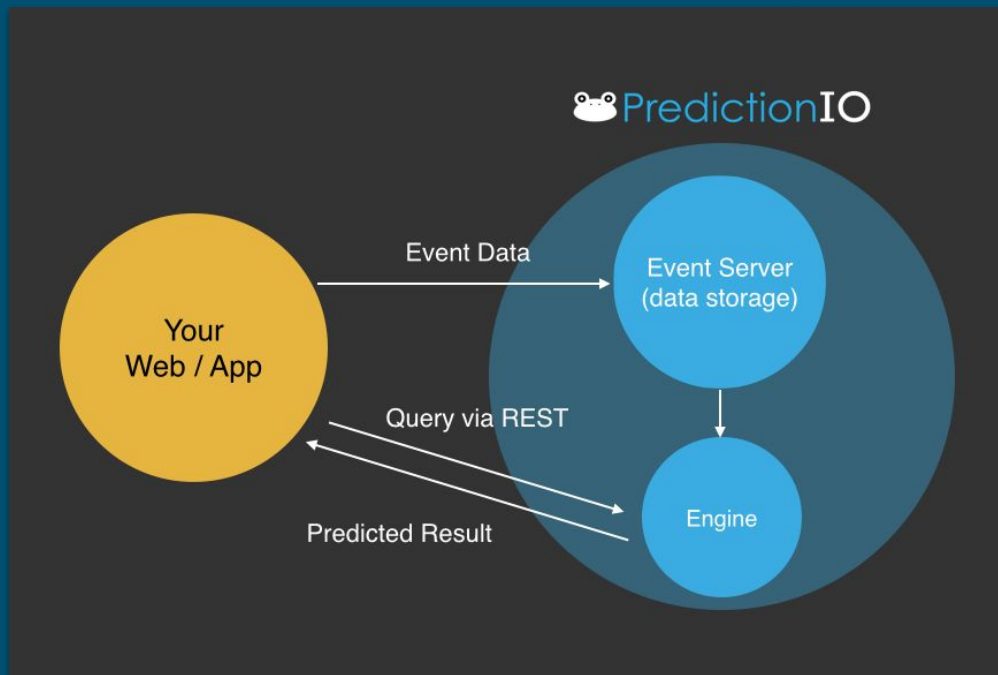 PredictionIO
Event Data
Event Server
(data storage)
Your
Web / App
Query via REST
Engine
Predicted Result